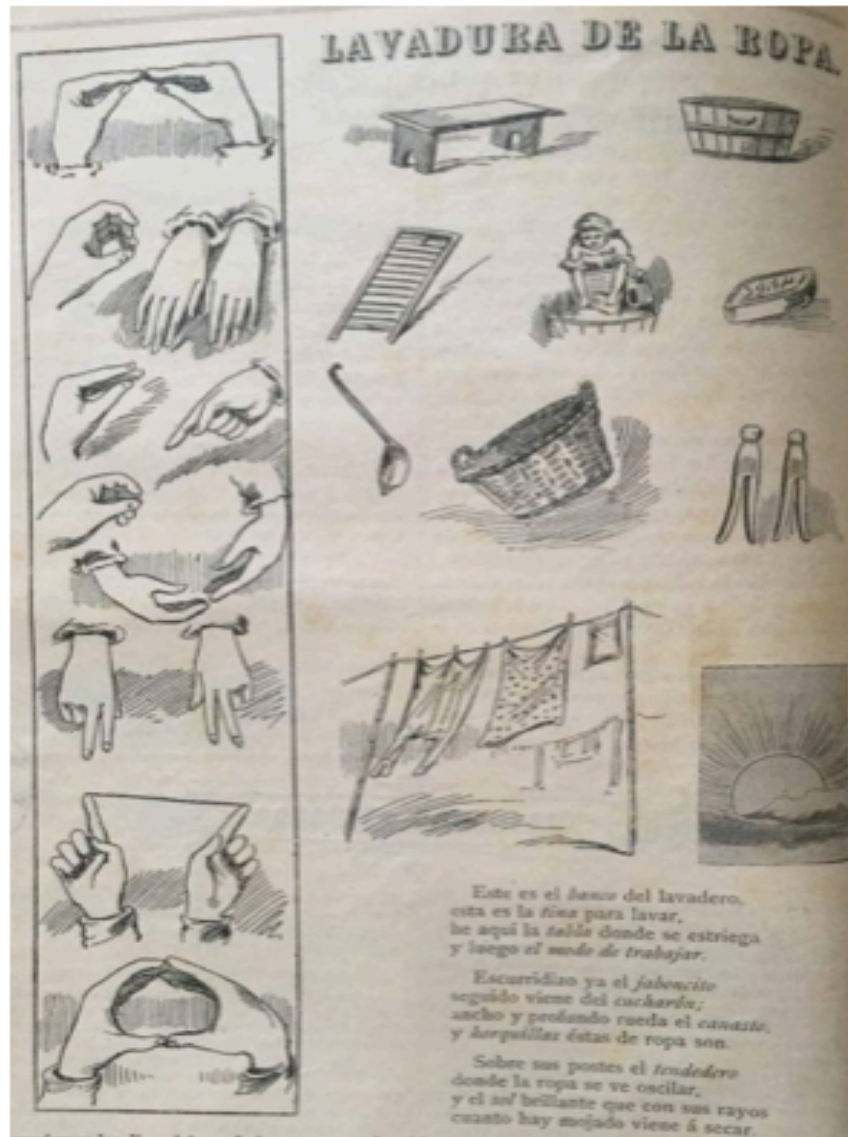 LAVADURA DE LA ROPA.
Este es el banco del lavadero,
esta es la tina para lavar,
he aquí la tabla donde se estriega
y luego el modo de trabajar.
Escurridizo ya el jaboncito
seguido viene del cucharón;
ancho y profundo rueda el canasto,
y horquillas éstas de ropa son.
Sobre sus postes el tendedero
donde la ropa se ve oscilar,
y el sol brillante que con sus rayos
cuanto hay mojado viene á secar.